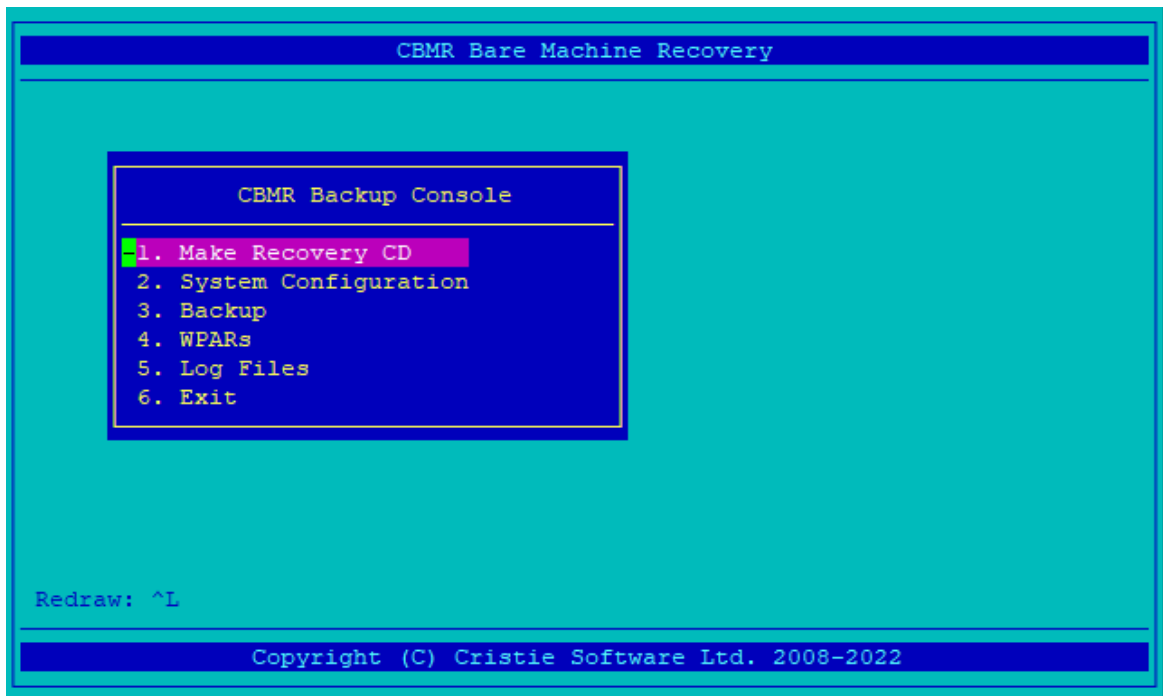 CBMR Bare Machine Recovery
CBMR Backup Console
-1. Make Recovery CD
2. System Configuration
3. Backup
4. WPARs
5. Log Files
6. Exit
Redraw: ^L
Copyright (C) Cristie Software Ltd. 2008-2022